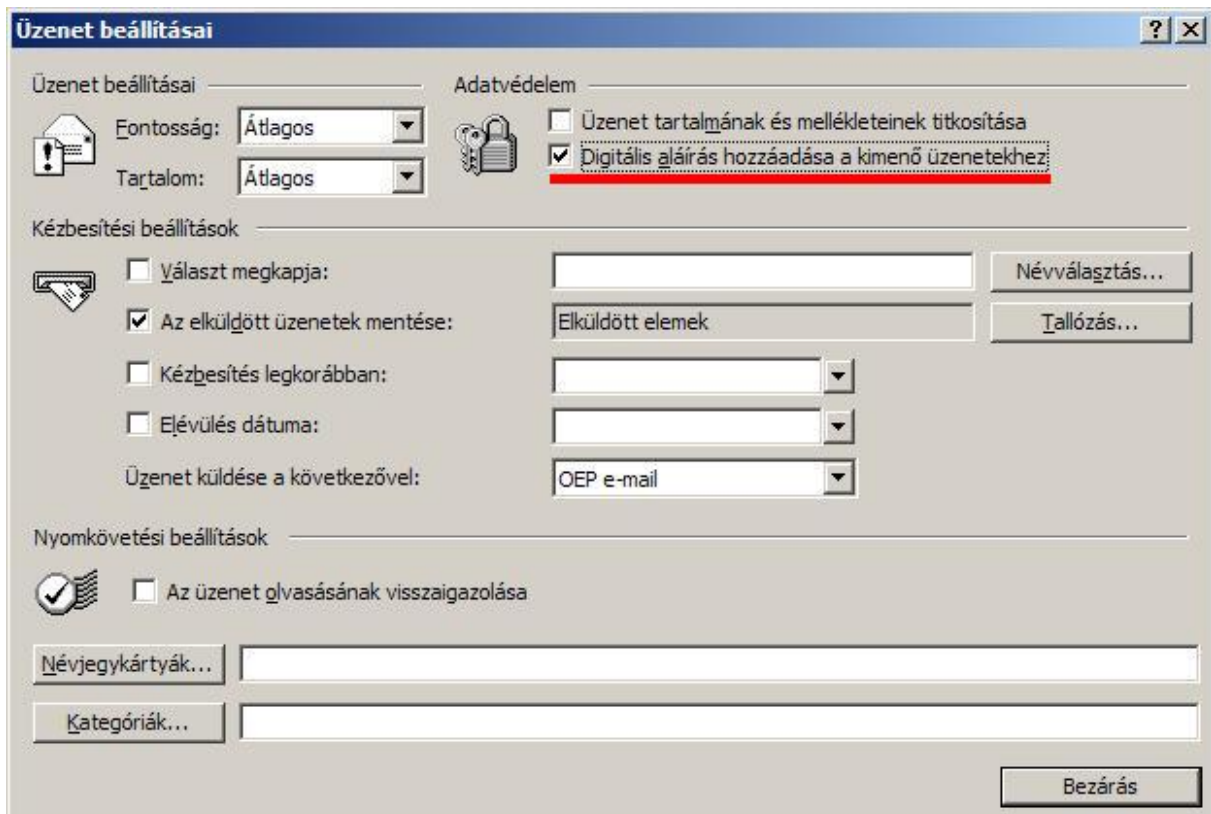 Üzenet beállításai
Üzenet beállításai
Adatvédelem
Fontosság: Átlagos
Tartalom: Átlagos
Üzenet tartalmának és mellékleteinek titkosítása
Digitális aláírás hozzáadása a kimenő üzenetekhez
Kézbesítési beállítások
Választ megkapja: Névválasztás...
Az elküldött üzenetek mentése: Elküldött elemek Tallózás...
Kézbesítés legkorábban:
Elévülés dátuma:
Üzenet küldése a következővel: OEP e-mail
Nyomkövetési beállítások
Az üzenet olvasásának visszaigazolása
Névjegykártyák...
Kategóriák...
Bezárás